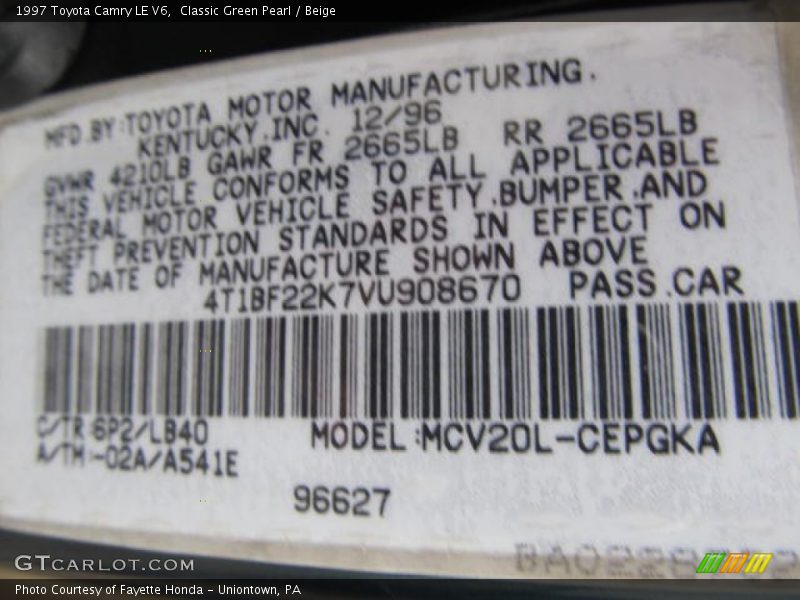 1997 Toyota Camry LE V6,  Classic Green Pearl / Beige
MFD.BY:TOYOTA MOTOR MANUFACTURING.
KENTUCKY.INC. 12/96
GVWR 4210LB GAWR FR 2665LB RR 2665LB
THIS VEHICLE CONFORMS TO ALL APPLICABLE
FEDERAL MOTOR VEHICLE SAFETY.BUMPER.AND
THEFT PREVENTION STANDARDS IN EFFECT ON
THE DATE OF MANUFACTURE SHOWN ABOVE
4T1BF22K7VU908670 PASS.CAR
C/TR:6P2/LB40
MODEL:MCV20L-CEPGKA
A/TM-02A/A541E
96627
GTCARLOT.COM
Photo Courtesy of Fayette Honda - Uniontown, PA